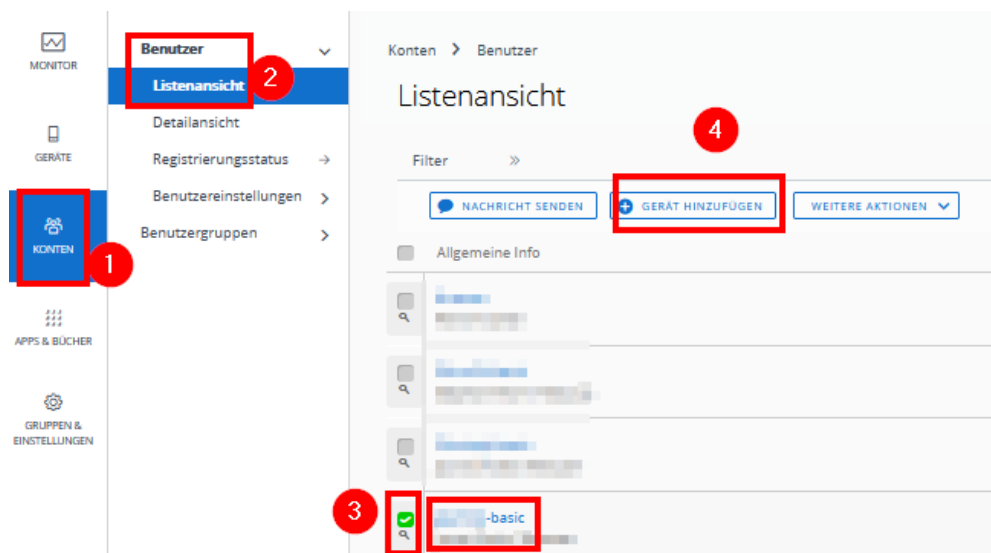 MONITOR
GERÄTE
KONTEN
1
APPS & BÜCHER
GRUPPEN &
EINSTELLUNGEN
Benutzer
Listenansicht
2
Detailansicht
Registrierungsstatus
Benutzereinstellungen
Benutzergruppen
Konten > Benutzer
Listenansicht
4
Filter »
NACHRICHT SENDEN
GERÄT HINZUFÜGEN
WEITERE AKTIONEN
Allgemeine Info
3
-basic